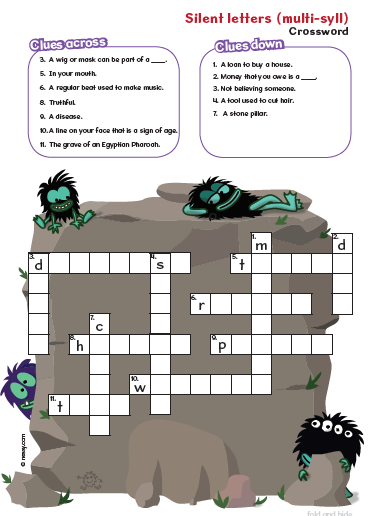 Silent letters (multi-syll)
Crossword
Clues across
3. A wig or mask can be part of a ____.
5. In your mouth.
6. A regular beat used to make music.
8. Truthful.
9. A disease.
10. A line on your face that is a sign of age.
11. The grave of an Egyptian Pharoah.
Clues down
1. A loan to buy a house.
2. Money that you owe is a ____.
3. Not believing someone.
4. A tool used to cut hair.
7. A stone pillar.
1. m
2. d
3. d
4. s
5. t
6. r
7. c
8. h
9. p
10. w
11. t
© nessy.com
fold and hide